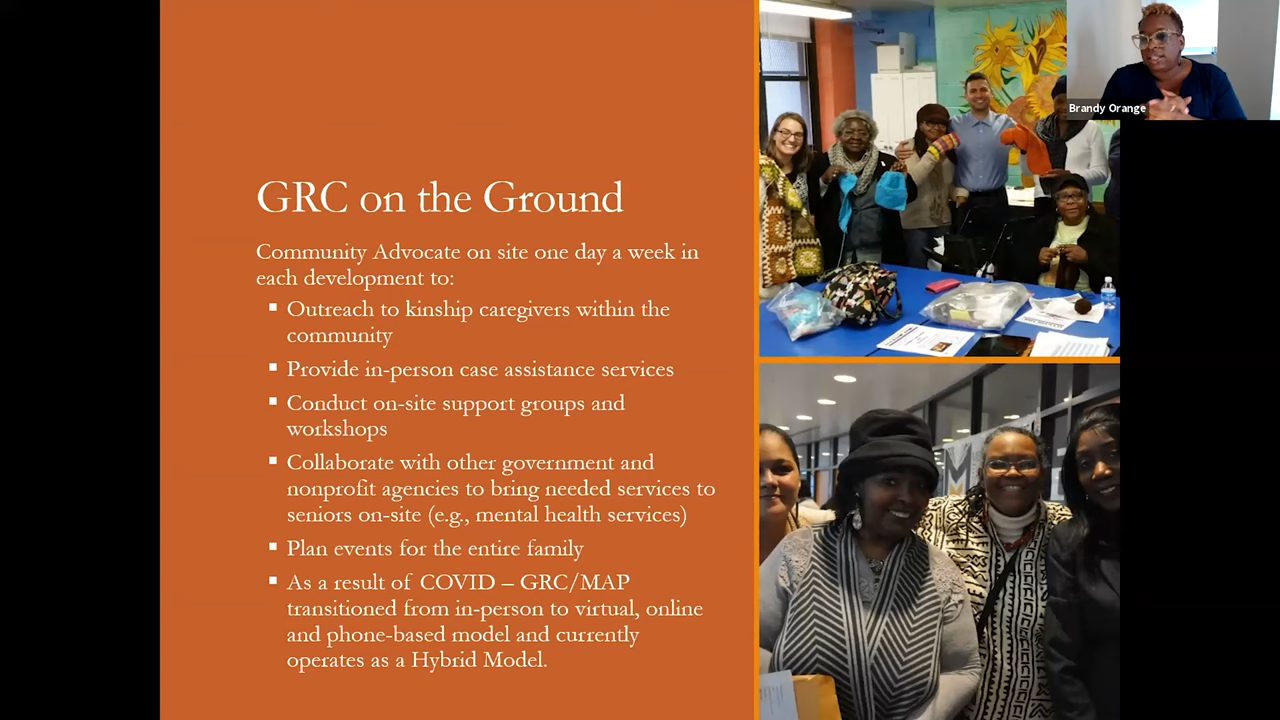 Brandy Orange
GRC on the Ground
Community Advocate on site one day a week in
each development to:
▪ Outreach to kinship caregivers within the
community
▪ Provide in-person case assistance services
▪ Conduct on-site support groups and
workshops
▪ Collaborate with other government and
nonprofit agencies to bring needed services to
seniors on-site (e.g., mental health services)
▪ Plan events for the entire family
▪ As a result of COVID – GRC/MAP
transitioned from in-person to virtual, online
and phone-based model and currently
operates as a Hybrid Model.